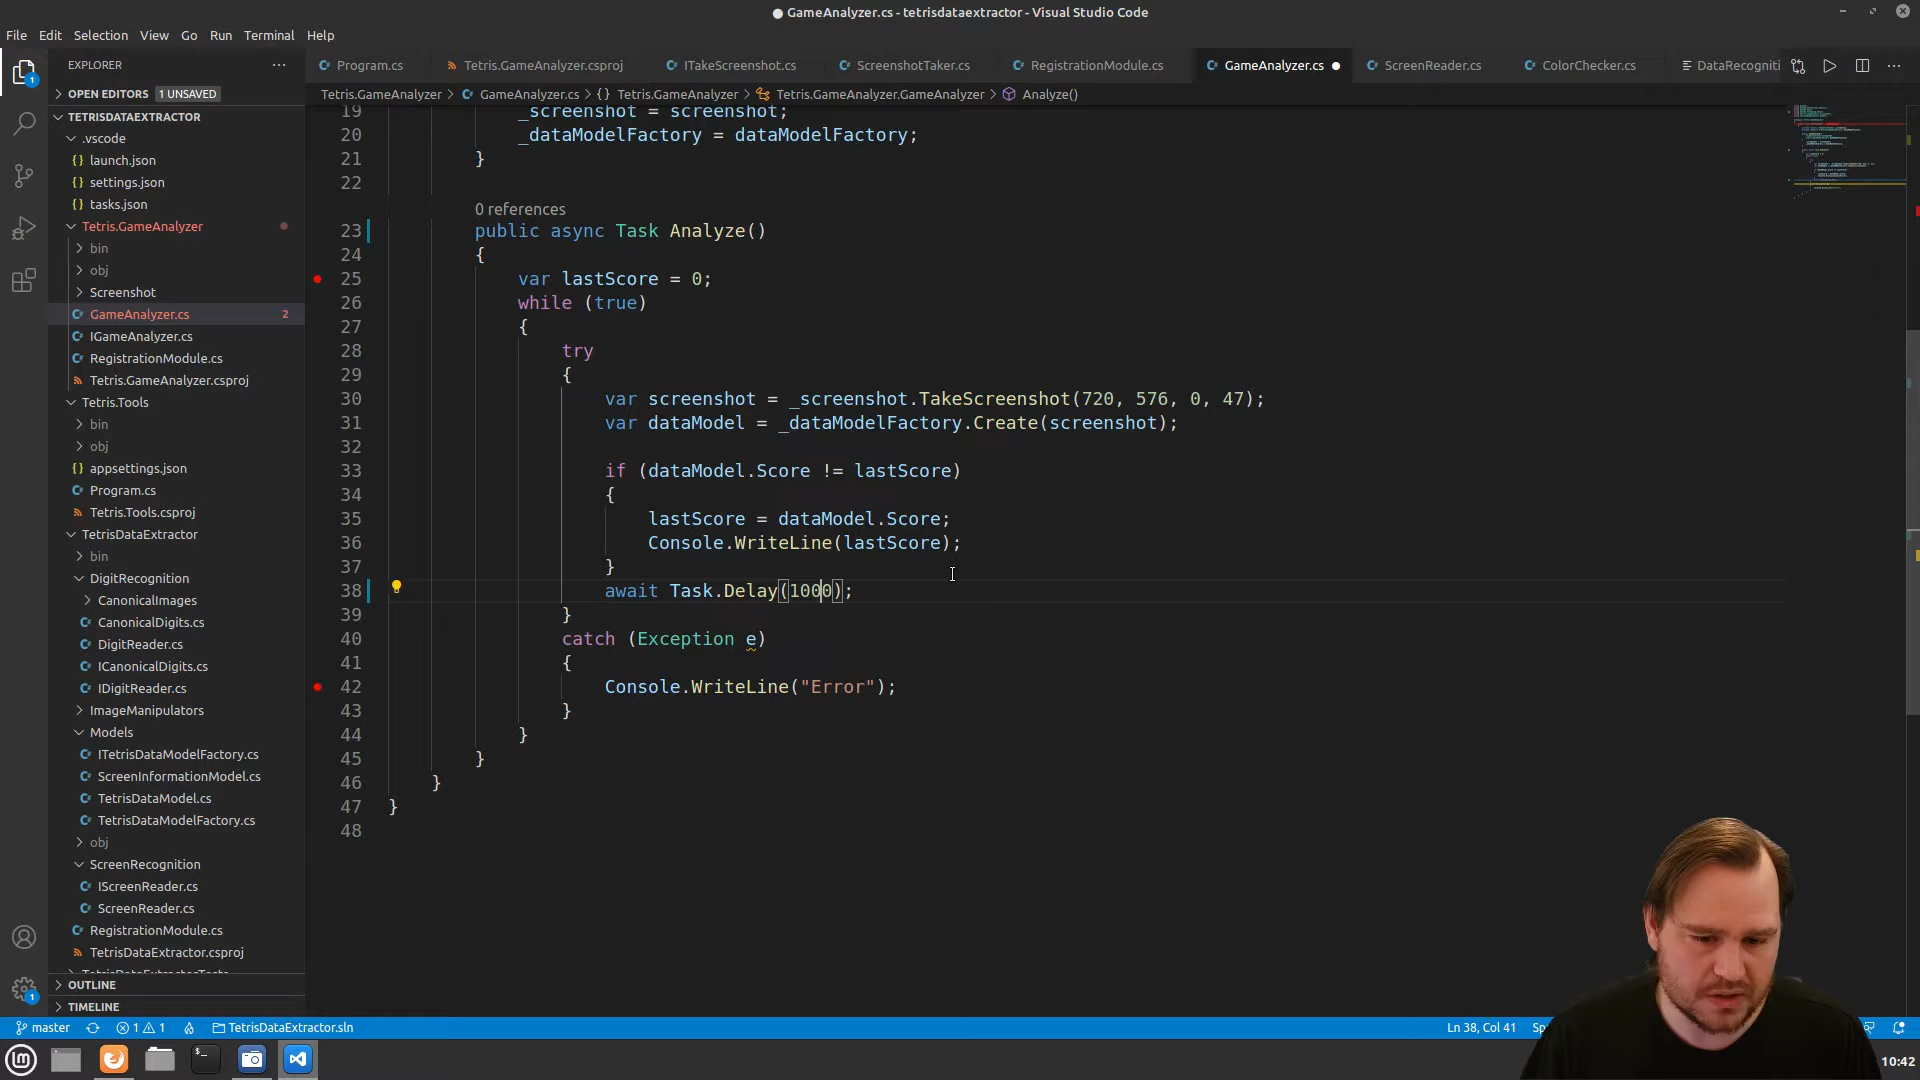 GameAnalyzer.cs - tetrisdataextractor - Visual Studio Code
File Edit Selection View Go Run Terminal Help
EXPLORER
Program.cs Tetris.GameAnalyzer.csproj ITakeScreenshot.cs ScreenshotTaker.cs RegistrationModule.cs GameAnalyzer.cs ScreenReader.cs ColorChecker.cs DataRecogniti
OPEN EDITORS 1 UNSAVED
Tetris.GameAnalyzer > GameAnalyzer.cs > {} Tetris.GameAnalyzer > Tetris.GameAnalyzer.GameAnalyzer > Analyze()
TETRISDATAEXTRACTOR
.vscode
launch.json
settings.json
tasks.json
Tetris.GameAnalyzer
bin
obj
Screenshot
GameAnalyzer.cs 2
IGameAnalyzer.cs
RegistrationModule.cs
Tetris.GameAnalyzer.csproj
Tetris.Tools
bin
obj
appsettings.json
Program.cs
Tetris.Tools.csproj
TetrisDataExtractor
bin
DigitRecognition
CanonicalImages
CanonicalDigits.cs
DigitReader.cs
ICanonicalDigits.cs
IDigitReader.cs
ImageManipulators
Models
ITetrisDataModelFactory.cs
ScreenInformationModel.cs
TetrisDataModel.cs
TetrisDataModelFactory.cs
obj
ScreenRecognition
IScreenReader.cs
ScreenReader.cs
RegistrationModule.cs
TetrisDataExtractor.csproj
TetrisDataExtractorTests
OUTLINE
TIMELINE
19 _screenshot = screenshot;
20 _dataModelFactory = dataModelFactory;
21 }
22
0 references
23 public async Task Analyze()
24 {
25 var lastScore = 0;
26 while (true)
27 {
28 try
29 {
30 var screenshot = _screenshot.TakeScreenshot(720, 576, 0, 47);
31 var dataModel = _dataModelFactory.Create(screenshot);
32
33 if (dataModel.Score != lastScore)
34 {
35 lastScore = dataModel.Score;
36 Console.WriteLine(lastScore);
37 }
38 await Task.Delay(1000);
39 }
40 catch (Exception e)
41 {
42 Console.WriteLine("Error");
43 }
44 }
45 }
46 }
47 }
48
1
1
master 1 1 TetrisDataExtractor.sln Ln 38, Col 41
10:42